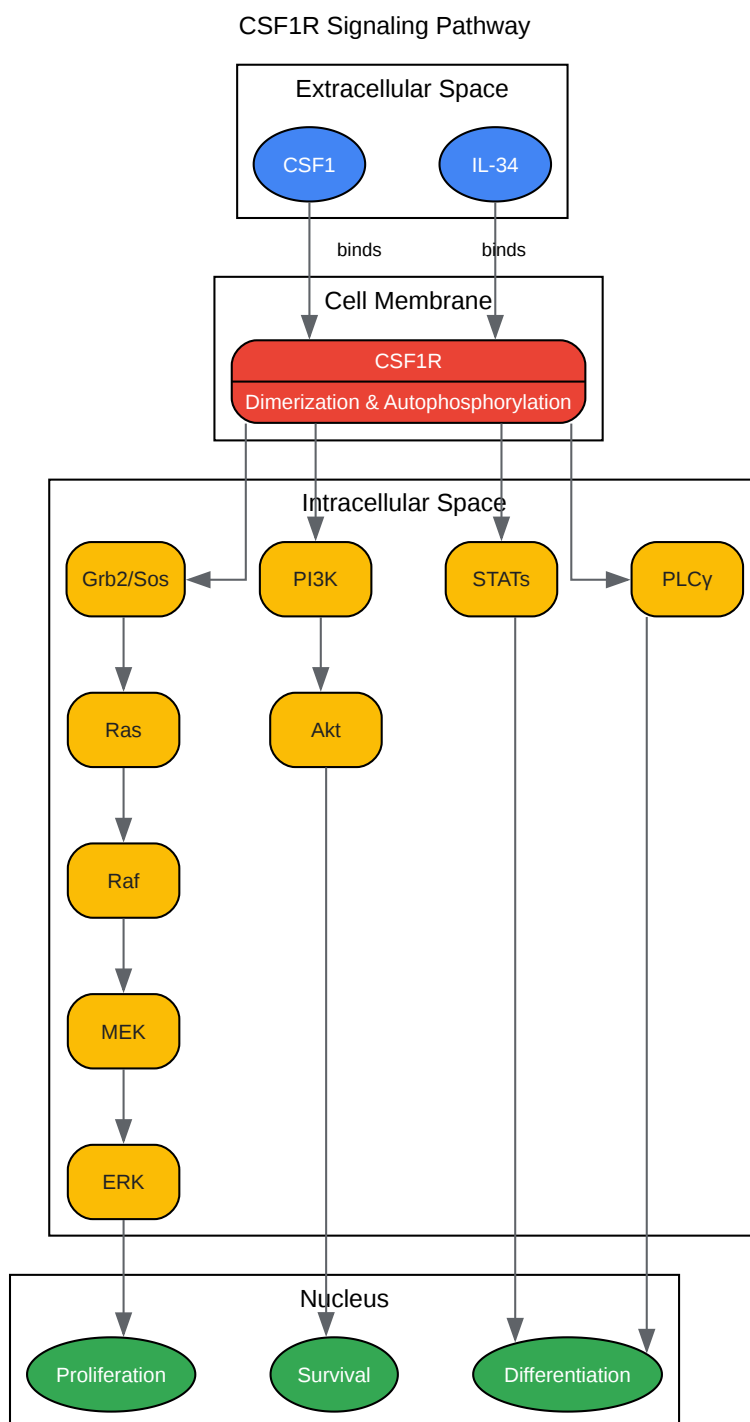 CSF1R Signaling Pathway
Extracellular Space
CSF1
IL-34
binds
binds
Cell Membrane
CSF1R
Dimerization & Autophosphorylation
Intracellular Space
Grb2/Sos
PI3K
STATs
PLCγ
Ras
Akt
Raf
MEK
ERK
Nucleus
Proliferation
Survival
Differentiation